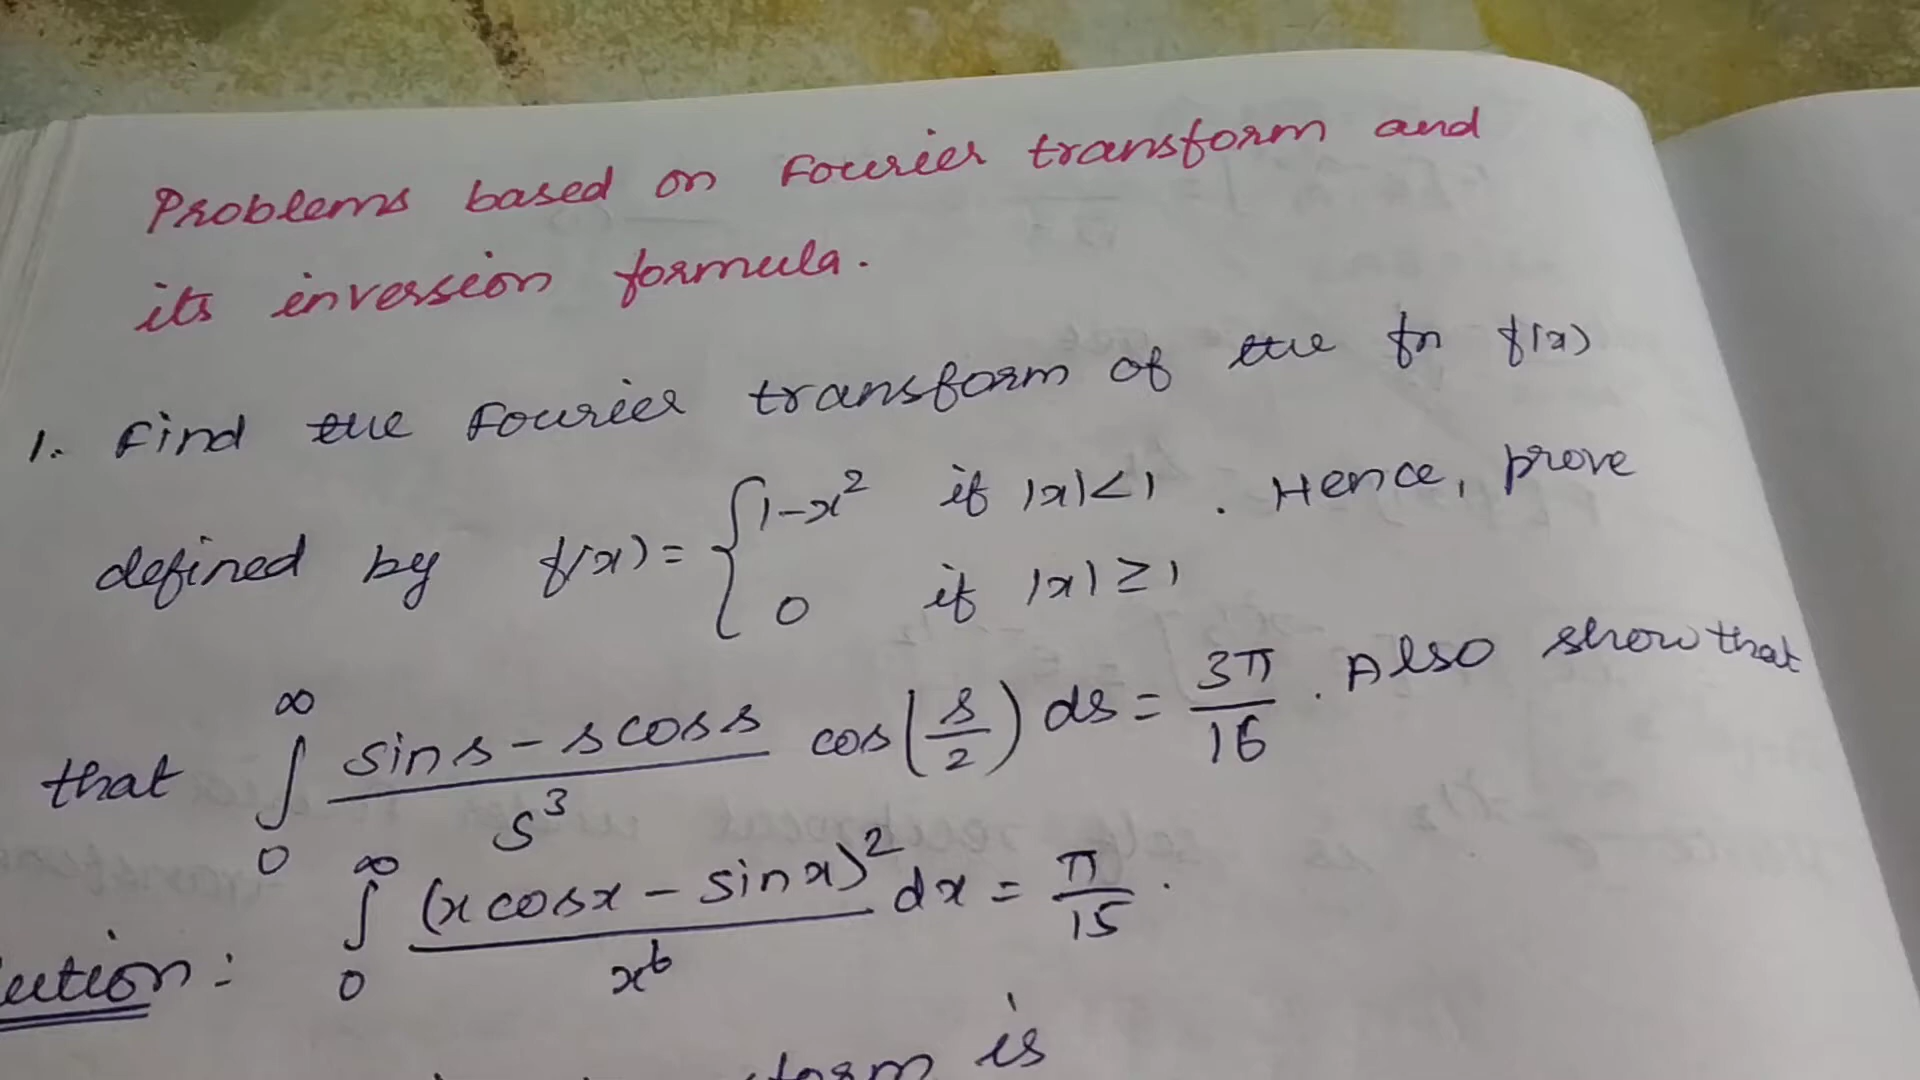 Problems based on Fourier transform and
its inversion formula.
1. Find the Fourier transform of the fn f(x)
defined by f(x) = { 1-x² if |x|<1 . Hence, prove
0 if |x| ≥ 1
that ∫₀^∞ (sin s - s cos s)/s³ cos(s/2) ds = 3π/16 . Also show that
∫₀^∞ (x cos x - sin x)²/x⁶ dx = π/15 .
is